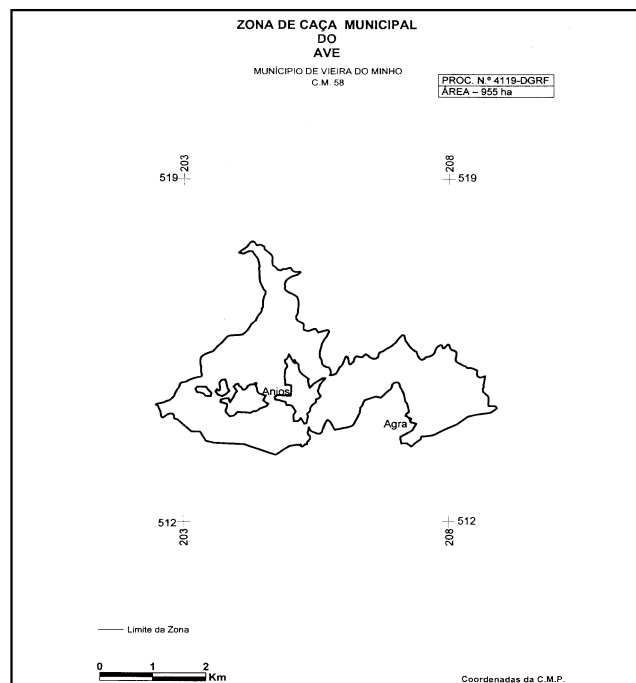 ZONA DE CAÇA MUNICIPAL
DO
AVE
MUNÍCIPIO DE VIEIRA DO MINHO
C.M. 58
PROC. N.º 4119-DGRF
ÁREA – 955 ha
203
208
519
519
Anjos
Agra
512
512
203
208
Limite da Zona
0 1 2
Km
Coordenadas da C.M.P.